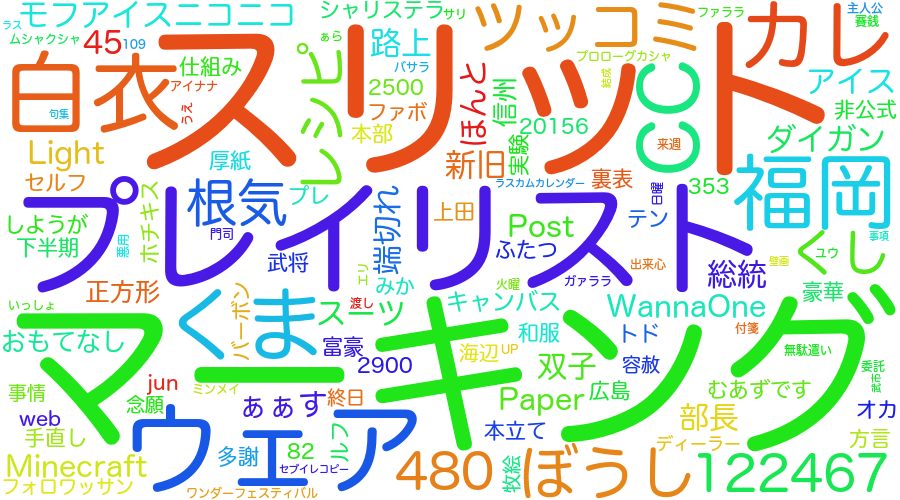 モフアイスニコニコ
シャリステラ
サリ
ツッコミ
ファララ
カレ
主人公
賽銭
ラス
ムシャクシャ
45
109
ぁら
路上
プロローグカシャ
白衣
スリット
仕組み
アイナナ
レシピ
バサラ
2500
ファボ
ほんと
信州
結成
CC
アイス
非公式
句集
うえ
本部
20156
ダイガン
Light
厚紙
新旧
実験
来週
福岡
セルフ
プレ
ラスカムカレンダー
裏表
353
ホチキス
根気
端切れ
上田
Post
日曜
テン
くし
事項
しようが
下半期
悪用
門司
プレイリスト
武将
ふたつ
出来心
ユウ
壁画
エリ
みか
ガァララ
総統
正方形
火曜
豪華
いっしょ
くま
バーボン
渡し
スーツ
キャンバス
WannaOne
付箋
おもてなし
富豪
和服
トド
無駄遣い
マーキング
海辺
UP
双子
容赦
委託
2900
事情
jun
ミンメイ
終日
Paper
広島
むあずです
web
念願
ぁぁす
オカ
手直し
ウェア
多謝
82
ルフ
本立て
部長
方言
Minecraft
セブイレコピー
480
牧絵
ぼうし
ディーラー
122467
フォロワッサン
ワンダーフェスティバル